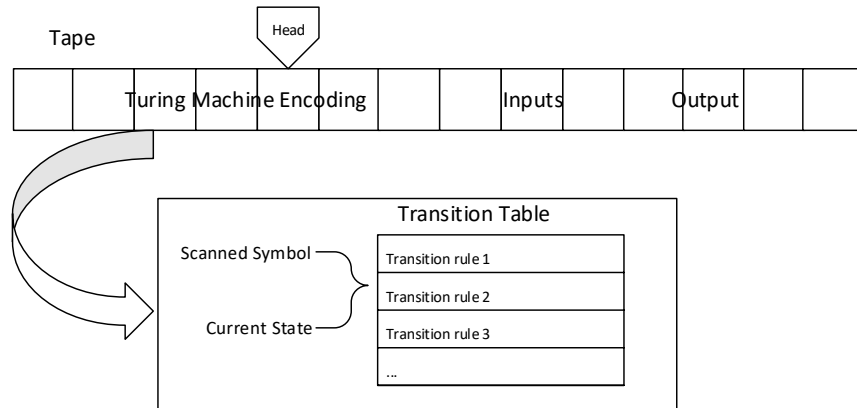 Head
Tape
Turing Machine Encoding Inputs Output
Transition Table
Scanned Symbol
Transition rule 1
Transition rule 2
Current State
Transition rule 3
...